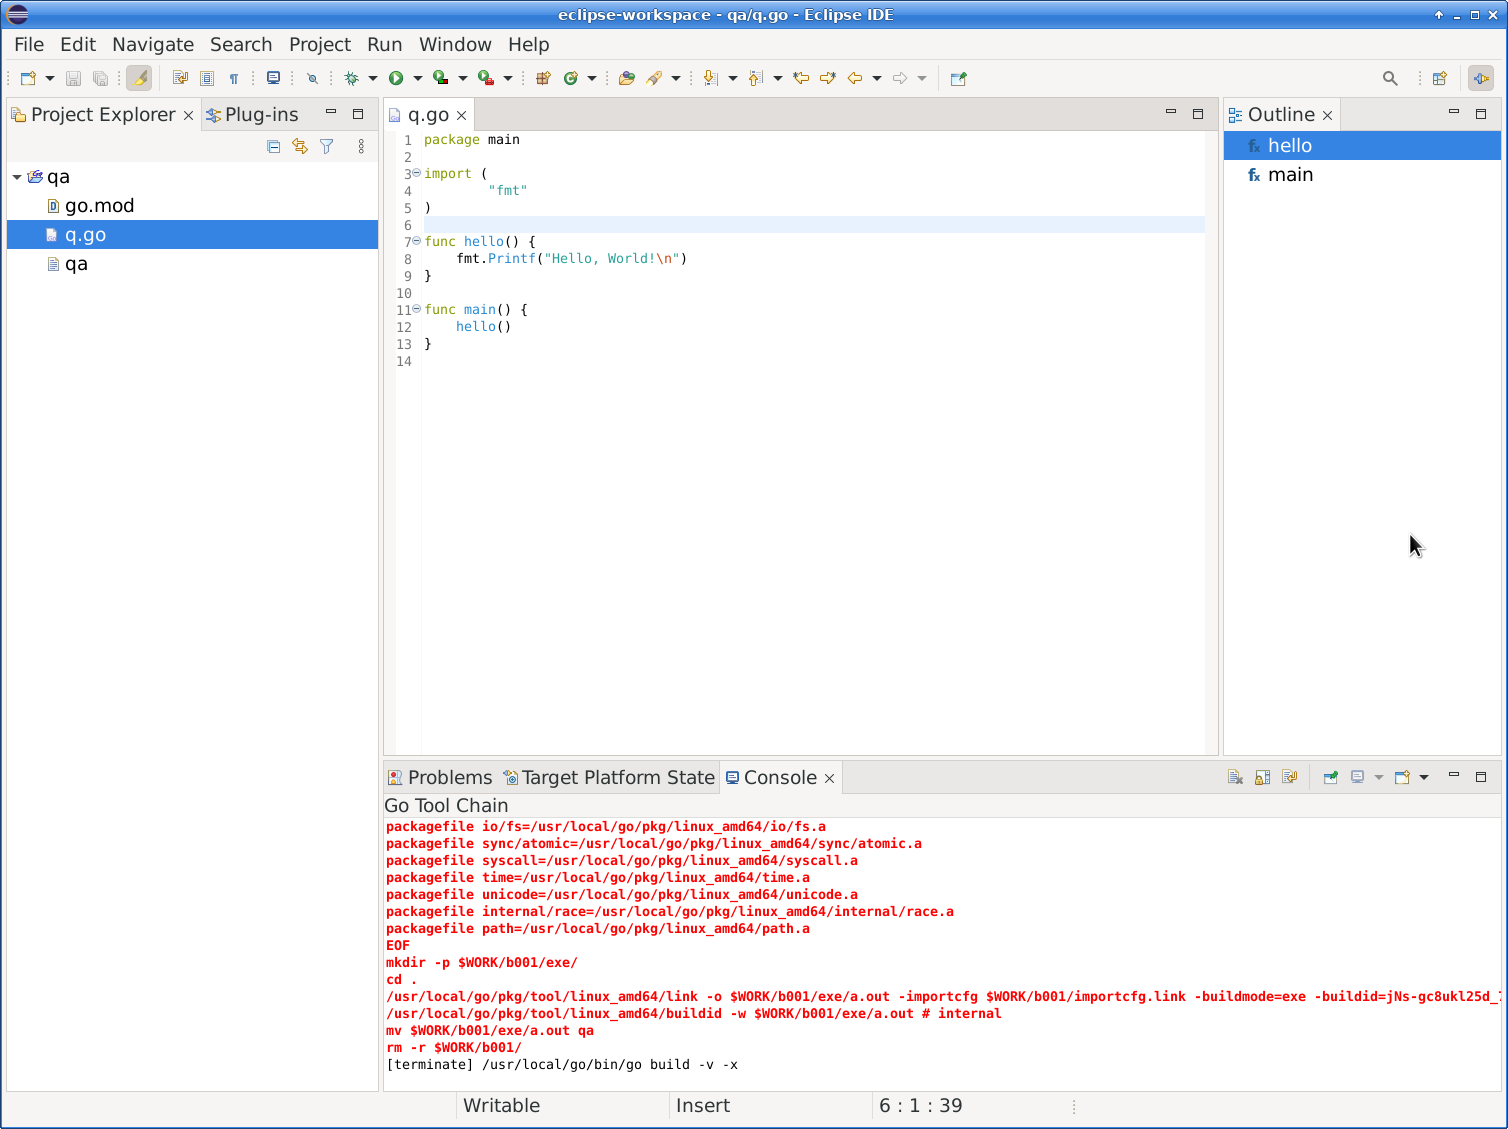 eclipse-workspace - qa/q.go - Eclipse IDE
File Edit Navigate Search Project Run Window Help
Project Explorer
Plug-ins
qa
go.mod
q.go
qa
q.go
1 package main
2
3 import (
4 "fmt"
5 )
6
7 func hello() {
8 fmt.Printf("Hello, World!\n")
9 }
10
11 func main() {
12 hello()
13 }
14
Outline
hello
main
Problems
Target Platform State
Console
Go Tool Chain
packagefile io/fs=/usr/local/go/pkg/linux_amd64/io/fs.a
packagefile sync/atomic=/usr/local/go/pkg/linux_amd64/sync/atomic.a
packagefile syscall=/usr/local/go/pkg/linux_amd64/syscall.a
packagefile time=/usr/local/go/pkg/linux_amd64/time.a
packagefile unicode=/usr/local/go/pkg/linux_amd64/unicode.a
packagefile internal/race=/usr/local/go/pkg/linux_amd64/internal/race.a
packagefile path=/usr/local/go/pkg/linux_amd64/path.a
EOF
mkdir -p $WORK/b001/exe/
cd .
/usr/local/go/pkg/tool/linux_amd64/link -o $WORK/b001/exe/a.out -importcfg $WORK/b001/importcfg.link -buildmode=exe -buildid=jNs-gc8ukl25d_
/usr/local/go/pkg/tool/linux_amd64/buildid -w $WORK/b001/exe/a.out # internal
mv $WORK/b001/exe/a.out qa
rm -r $WORK/b001/
[terminate] /usr/local/go/bin/go build -v -x
Writable
Insert
6 : 1 : 39